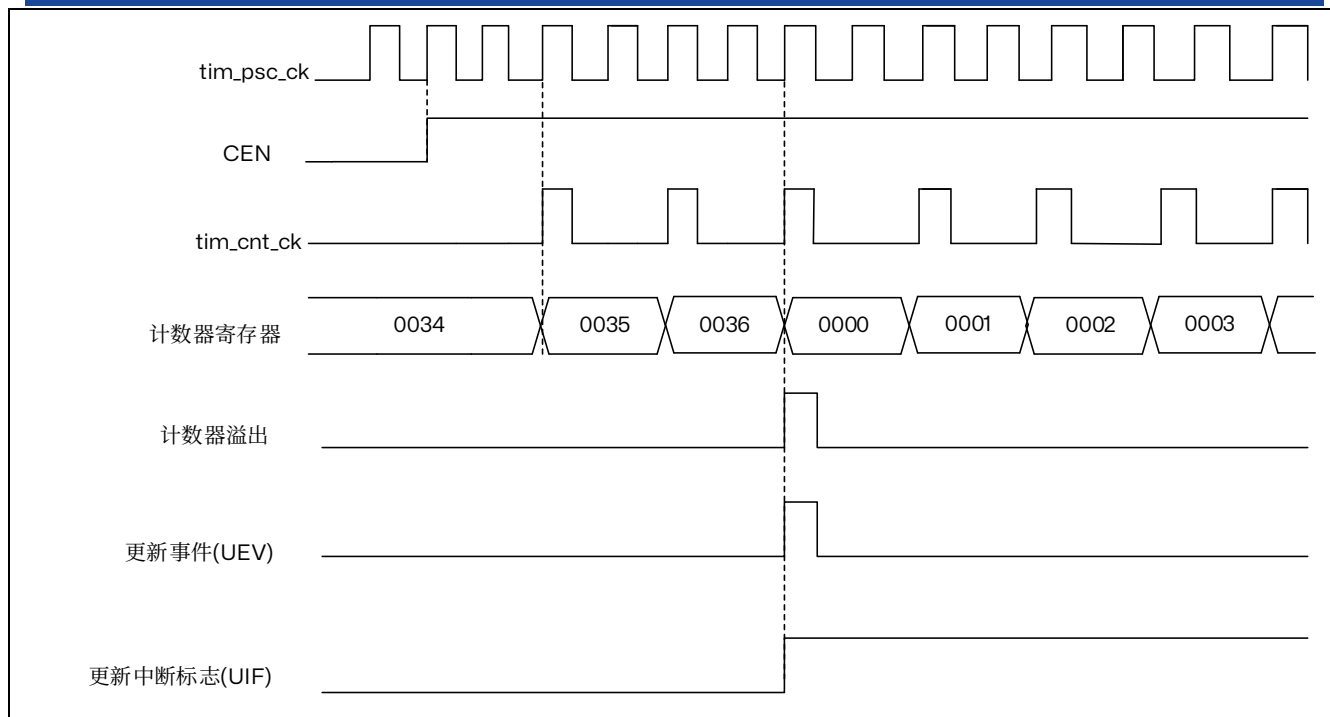 tim_psc_ck
CEN
tim_cnt_ck
计数器寄存器 0034 0035 0036 0000 0001 0002 0003
计数器溢出
更新事件(UEV)
更新中断标志(UIF)